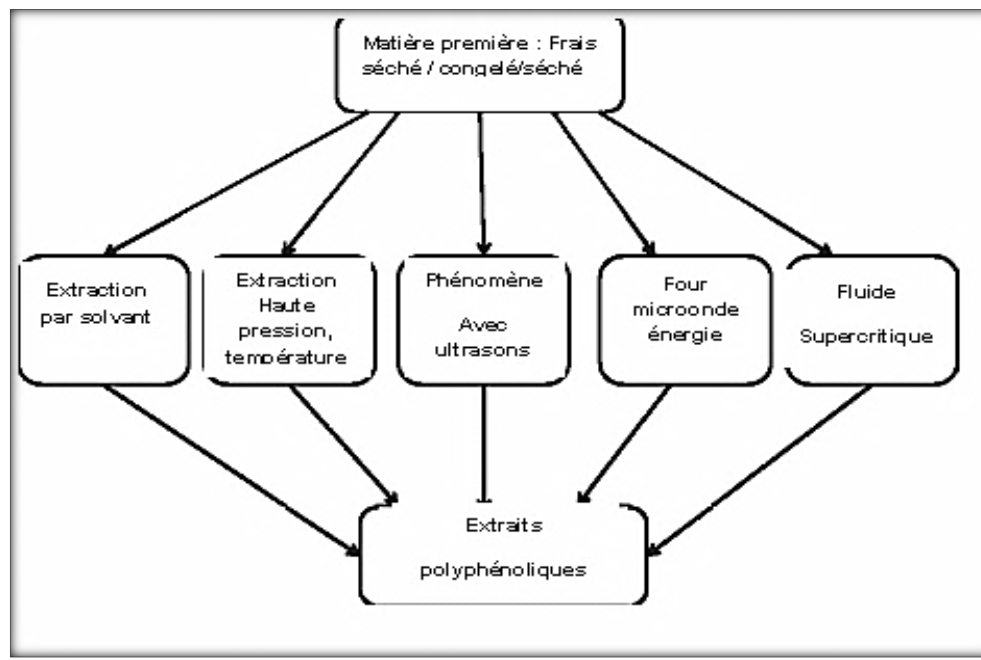 Matière première : Frais
séché / congelé/séché
Extraction
par solvant
Extraction
Haute
pression,
température
Phénomène
Avec
ultrasons
Four
microonde
énergie
Fluide
Supercritique
Extraits
polyphénoliques